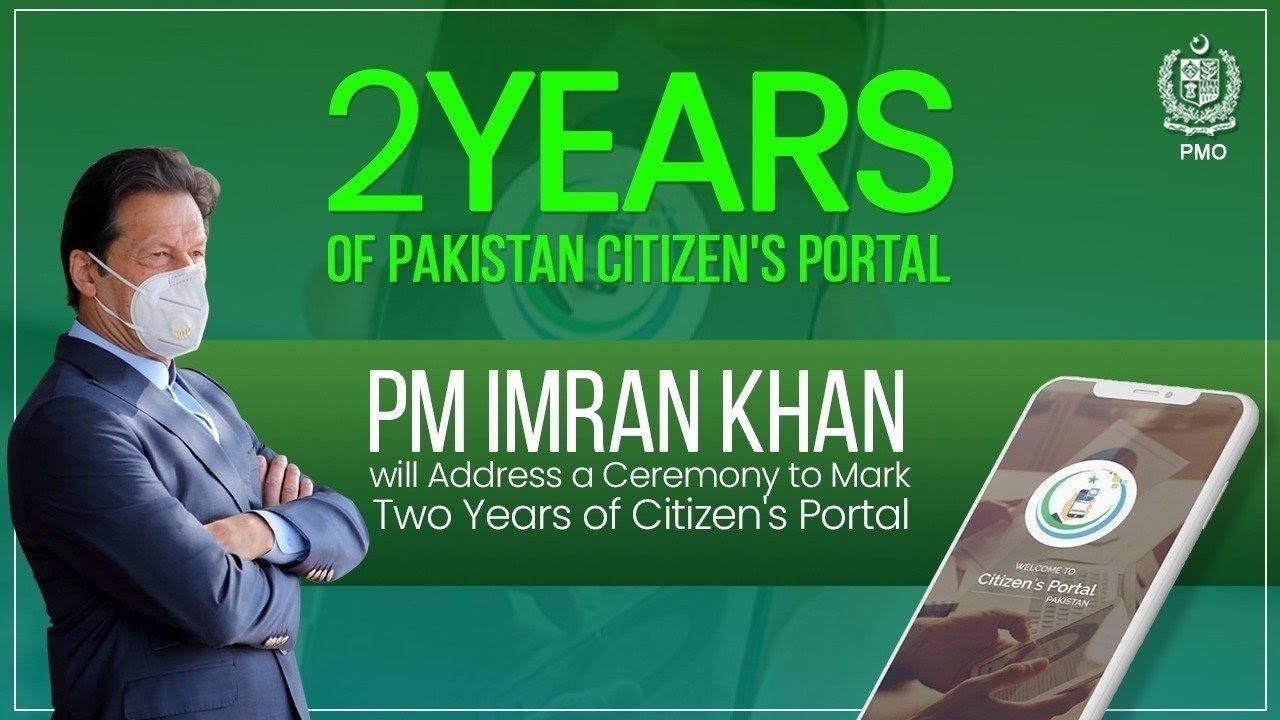 2YEARS
OF PAKISTAN CITIZEN'S PORTAL
PMO
PM IMRAN KHAN
will Address a Ceremony to Mark
Two Years of Citizen's Portal
WELCOME TO
Citizen's Portal
PAKISTAN